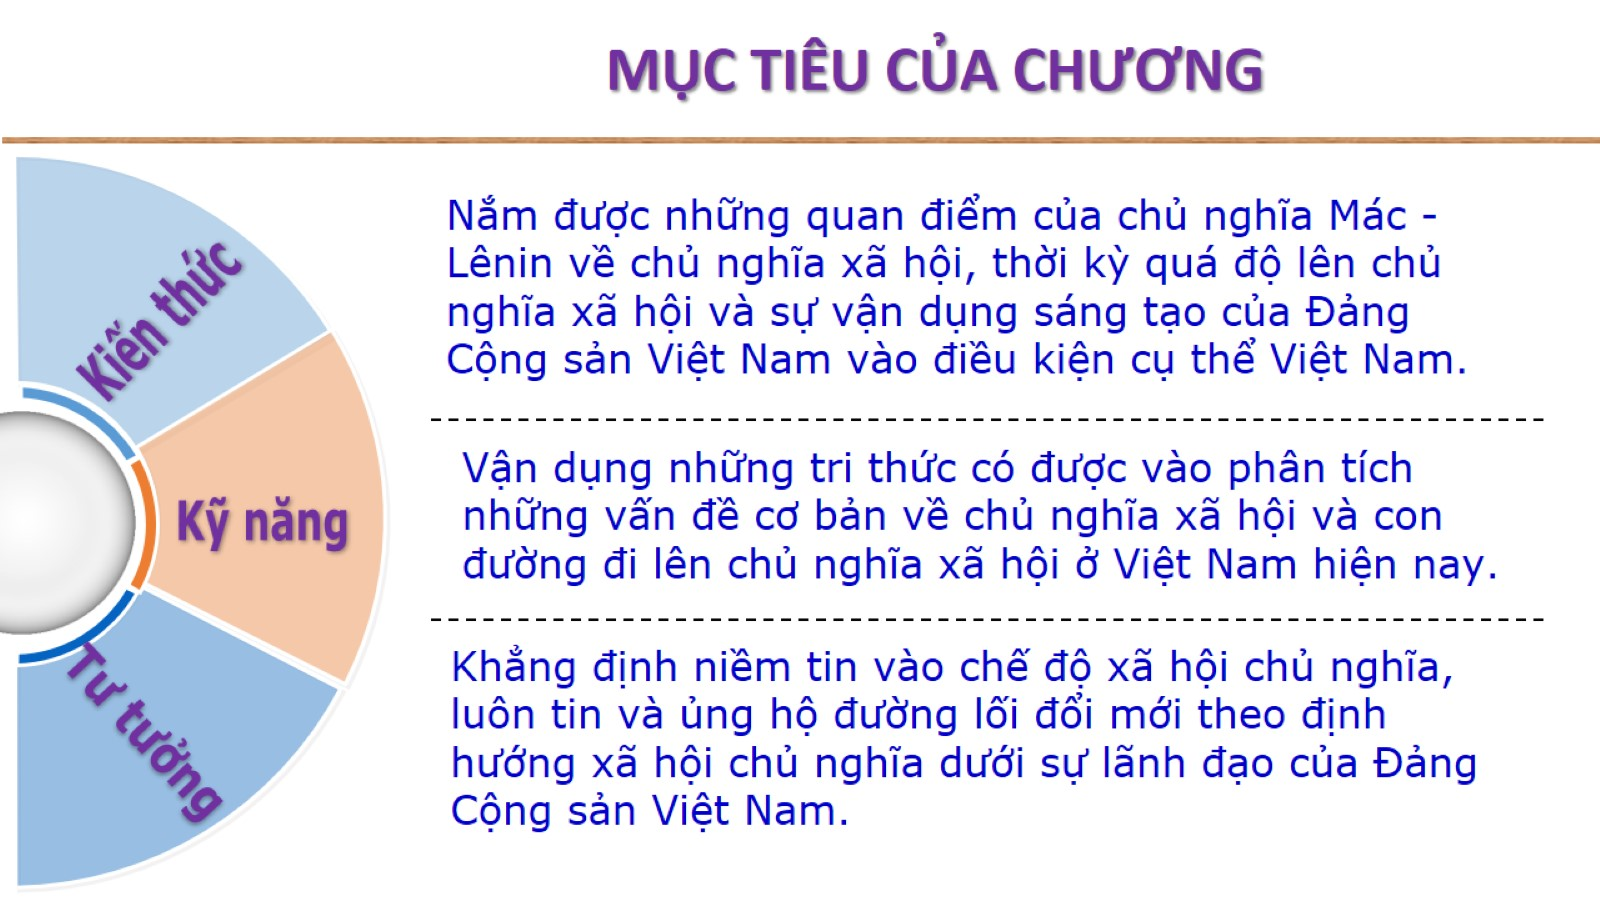 MỤC TIÊU CỦA CHƯƠNG
Kiến thức
Nắm được những quan điểm của chủ nghĩa Mác -
Lênin về chủ nghĩa xã hội, thời kỳ quá độ lên chủ
nghĩa xã hội và sự vận dụng sáng tạo của Đảng
Cộng sản Việt Nam vào điều kiện cụ thể Việt Nam.
Kỹ năng
Vận dụng những tri thức có được vào phân tích
những vấn đề cơ bản về chủ nghĩa xã hội và con
đường đi lên chủ nghĩa xã hội ở Việt Nam hiện nay.
Tư tưởng
Khẳng định niềm tin vào chế độ xã hội chủ nghĩa,
luôn tin và ủng hộ đường lối đổi mới theo định
hướng xã hội chủ nghĩa dưới sự lãnh đạo của Đảng
Cộng sản Việt Nam.